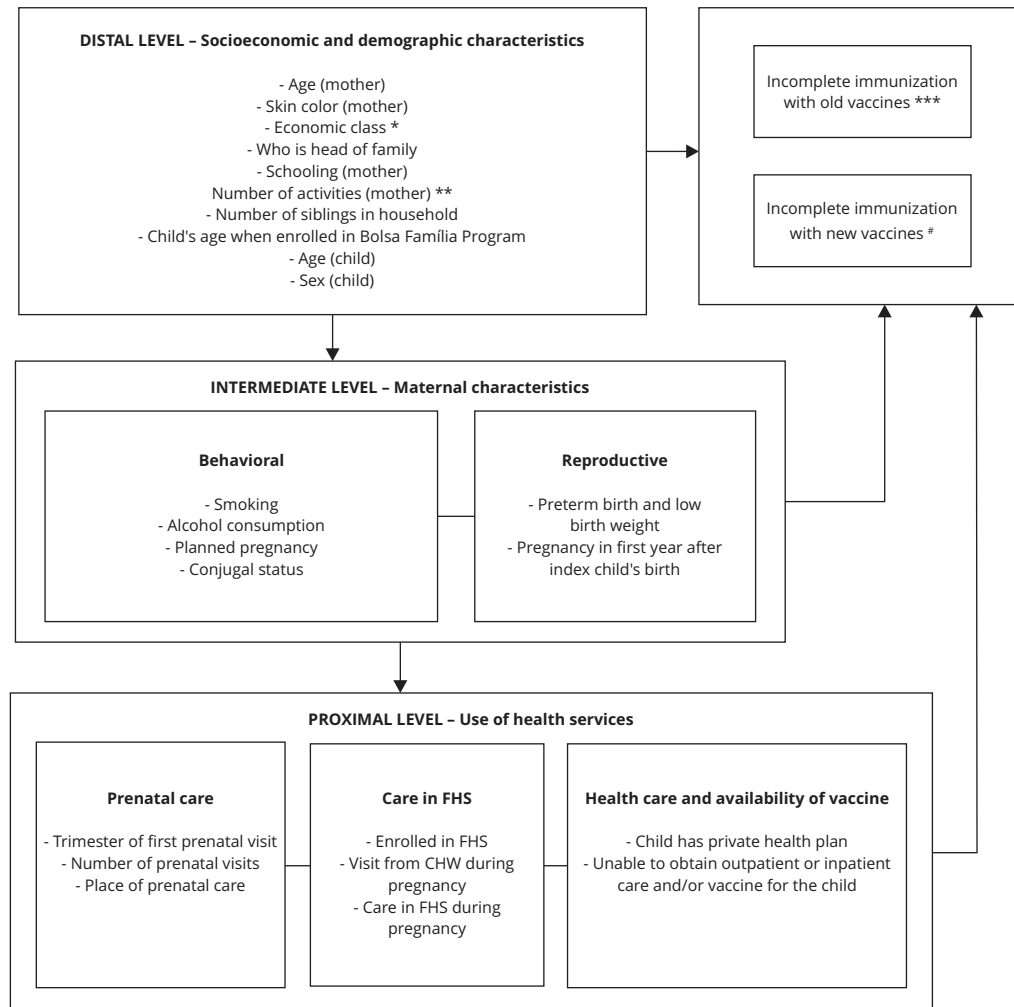 DISTAL LEVEL – Socioeconomic and demographic characteristics
- Age (mother)
- Skin color (mother)
- Economic class *
- Who is head of family
- Schooling (mother)
Number of activities (mother) **
- Number of siblings in household
- Child's age when enrolled in Bolsa Família Program
- Age (child)
- Sex (child)
Incomplete immunization
with old vaccines ***
Incomplete immunization
with new vaccines #
INTERMEDIATE LEVEL – Maternal characteristics
Behavioral
- Smoking
- Alcohol consumption
- Planned pregnancy
- Conjugal status
Reproductive
- Preterm birth and low
birth weight
- Pregnancy in first year after
index child's birth
PROXIMAL LEVEL – Use of health services
Prenatal care
- Trimester of first prenatal visit
- Number of prenatal visits
- Place of prenatal care
Care in FHS
- Enrolled in FHS
- Visit from CHW during
pregnancy
- Care in FHS during
pregnancy
Health care and availability of vaccine
- Child has private health plan
- Unable to obtain outpatient or inpatient
care and/or vaccine for the child